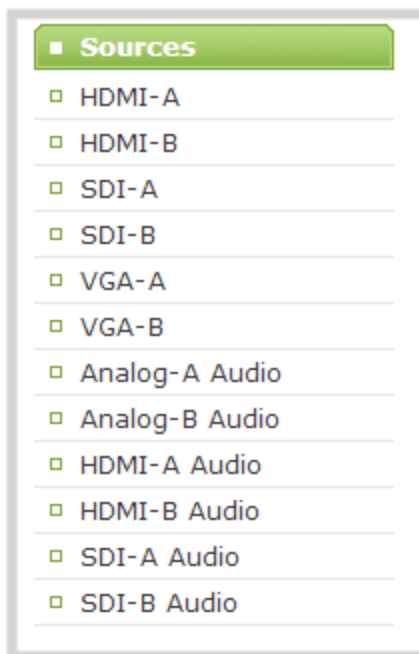 Sources
HDMI-A
HDMI-B
SDI-A
SDI-B
VGA-A
VGA-B
Analog-A Audio
Analog-B Audio
HDMI-A Audio
HDMI-B Audio
SDI-A Audio
SDI-B Audio